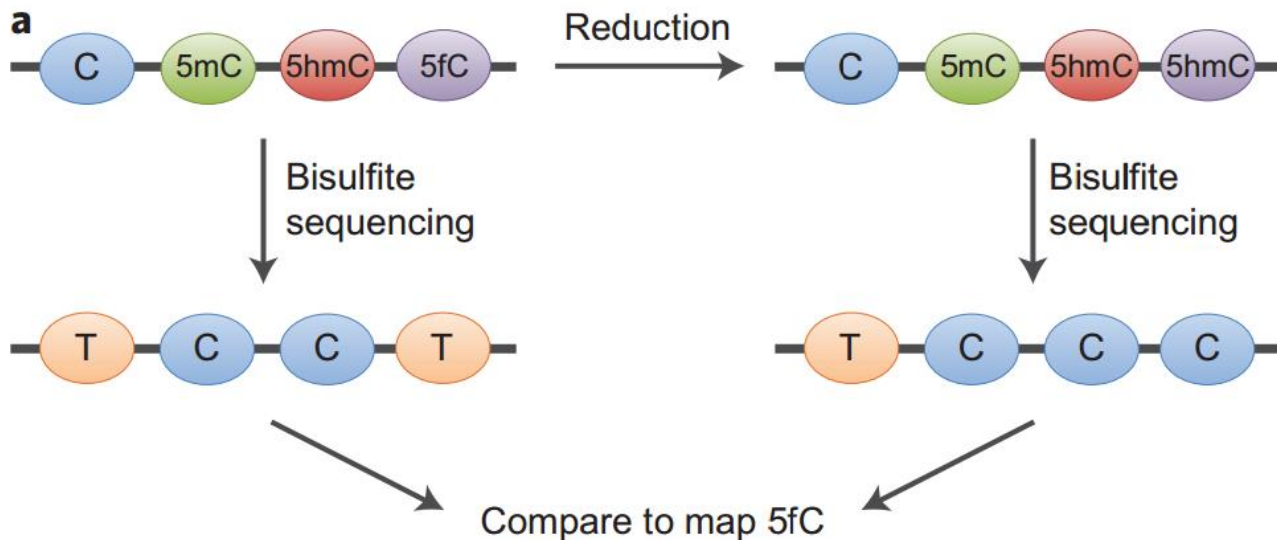 a
C 5mC 5hmC 5fC
Reduction
C 5mC 5hmC 5hmC
Bisulfite
sequencing
Bisulfite
sequencing
T C C T
T C C C
Compare to map 5fC